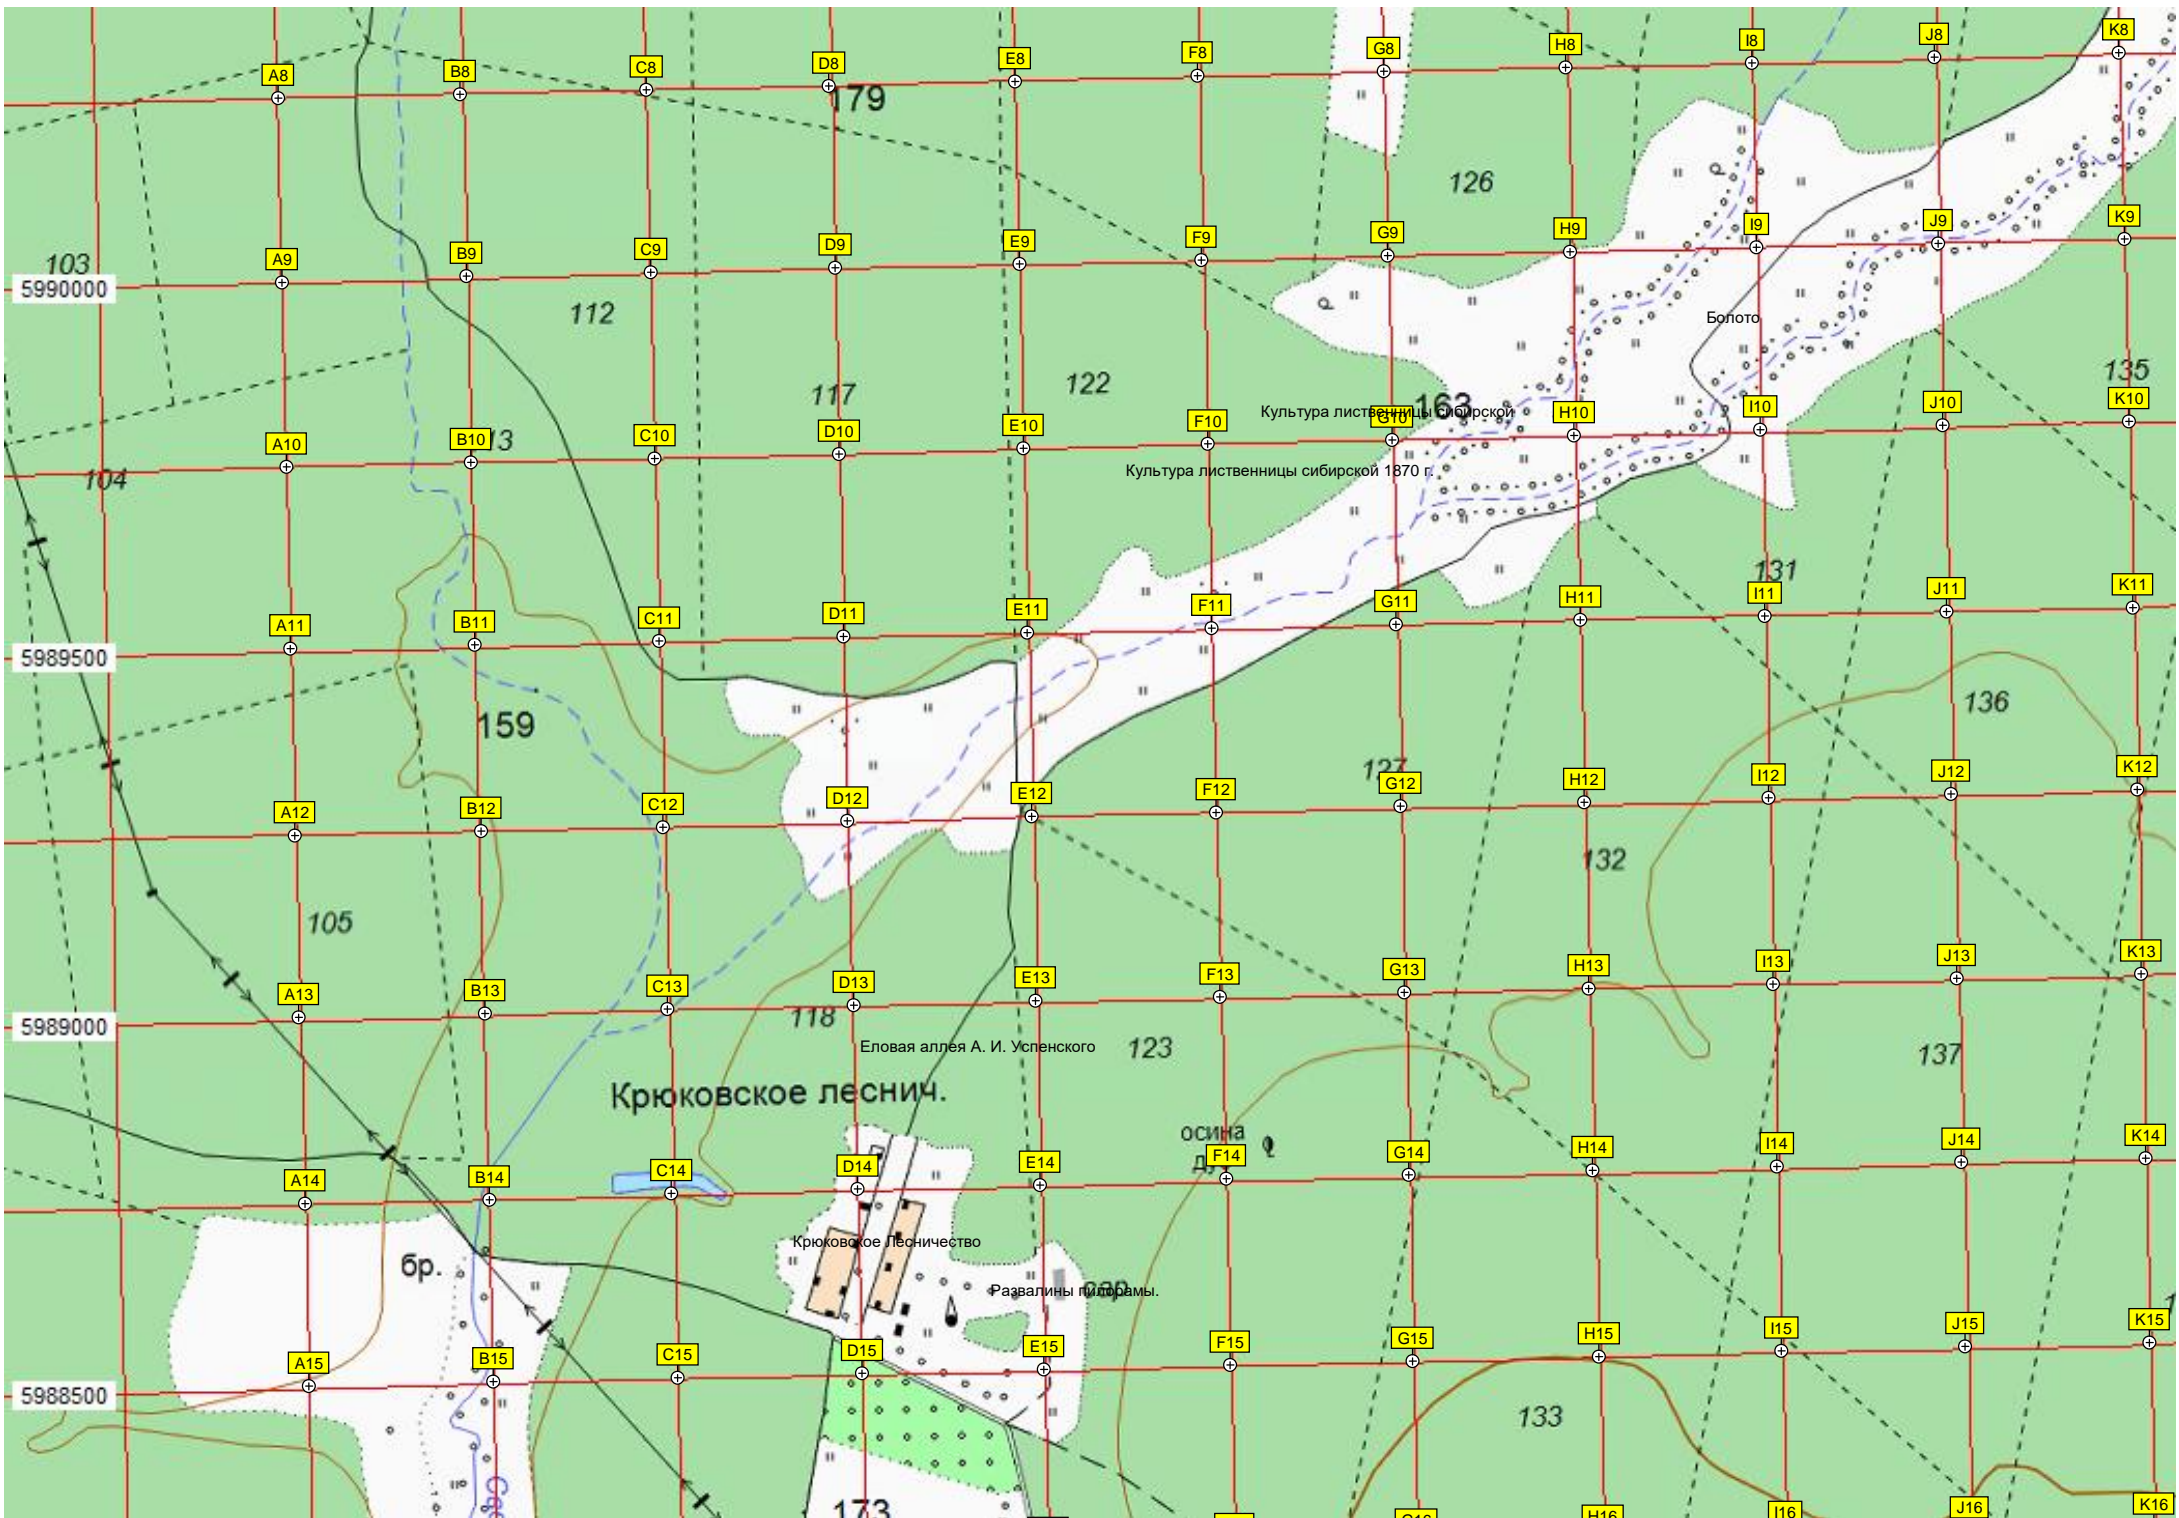 A8 B8 C8 D8 E8 F8 G8 H8 I8 J8 K8
179
126
103
5990000
A9 B9 C9 D9 E9 F9 G9 H9 I9 J9 K9
112
Болото
117
122
163
135
Культура лиственницы сибирской
A10 B10 C10 D10 E10 F10 G10 H10 I10 J10 K10
104
Культура лиственницы сибирской 1870 г.
131
A11 B11 C11 D11 E11 F11 G11 H11 I11 J11 K11
5989500
159
136
127
A12 B12 C12 D12 E12 F12 G12 H12 I12 J12 K12
132
105
A13 B13 C13 D13 E13 F13 G13 H13 I13 J13 K13
118
5989000
Еловая аллея А. И. Успенского
123
137
Крюковское леснич.
осина
A14 B14 C14 D14 E14 F14 G14 H14 I14 J14 K14
Крюковское Лесничество
бр.
Развалины пилорамы.
сар.
A15 B15 C15 D15 E15 F15 G15 H15 I15 J15 K15
5988500
133
173
H16 I16 J16 K16